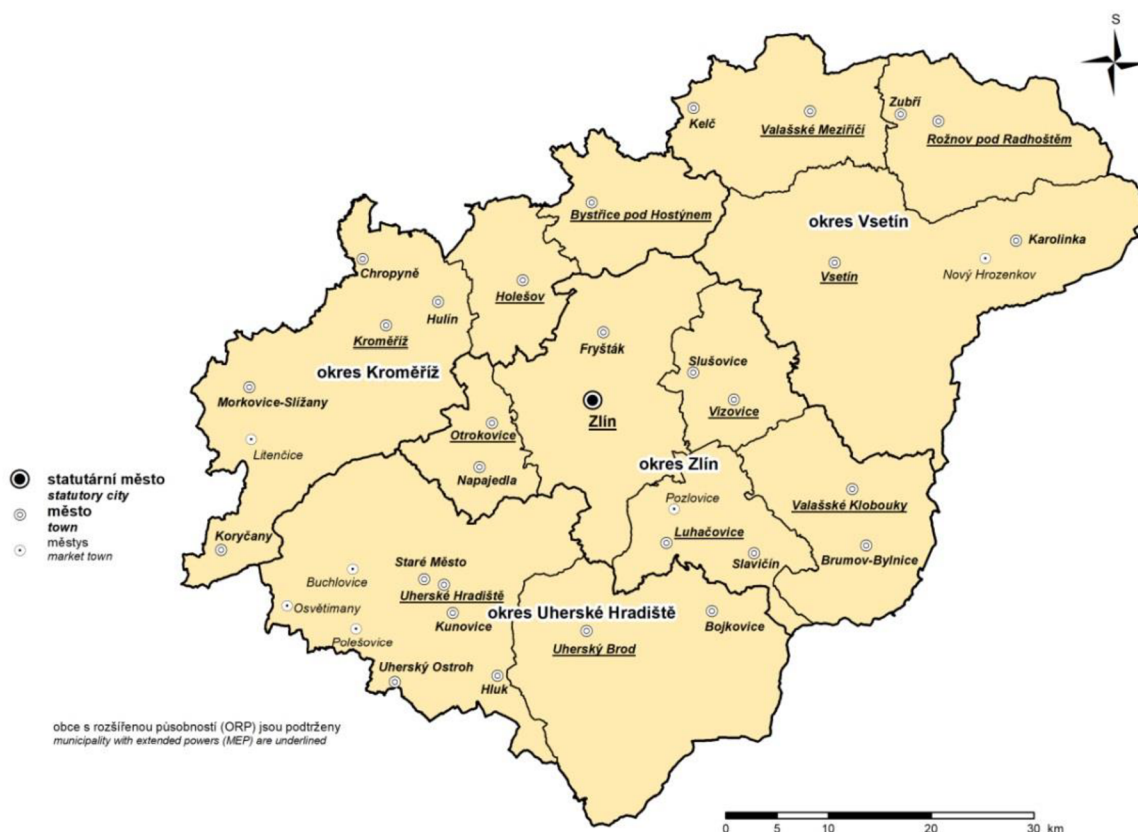 S
Zubří
Kelč
Valašské Meziříčí
Rožnov pod Radhoštěm
Bystřice pod Hostýnem
okres Vsetín
Karolinka
Chropyně
Vsetín
Nový Hrozenkov
Holešov
Hulín
Kroměříž
Fryšták
okres Kroměříž
Slušovice
Morkovice-Slížany
Vizovice
Zlín
Otrokovice
Litenčice
okres Zlín
Napajedla
statutární město
statutory city
město
town
městys
market town
Pozlovice
Valašské Klobouky
Koryčany
Luhačovice
Staré Město
Slavičín
Brumov-Bylnice
Buchlovice
Uherské Hradiště
Osvětimany
okres Uherské Hradiště
Kunovice
Bojkovice
Polešovice
Uherský Brod
Uherský Ostroh
Hluk
obce s rozšířenou působností (ORP) jsou podtrženy
municipality with extended powers (MEP) are underlined
0 5 10 20 30 km